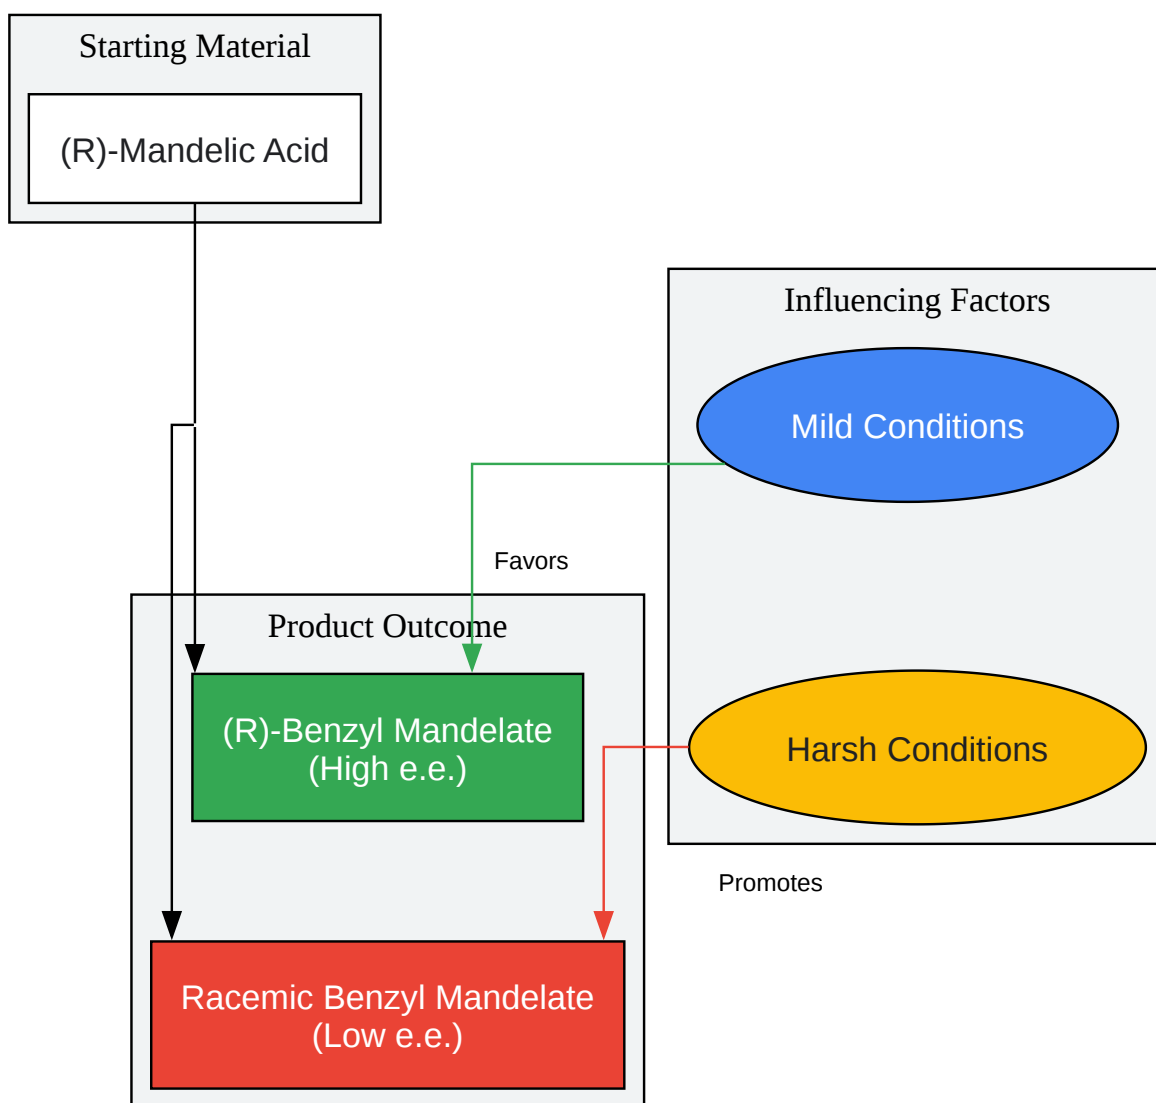 Starting Material
(R)-Mandelic Acid
Influencing Factors
Mild Conditions
Favors
Product Outcome
(R)-Benzyl Mandelate
(High e.e.)
Harsh Conditions
Promotes
Racemic Benzyl Mandelate
(Low e.e.)